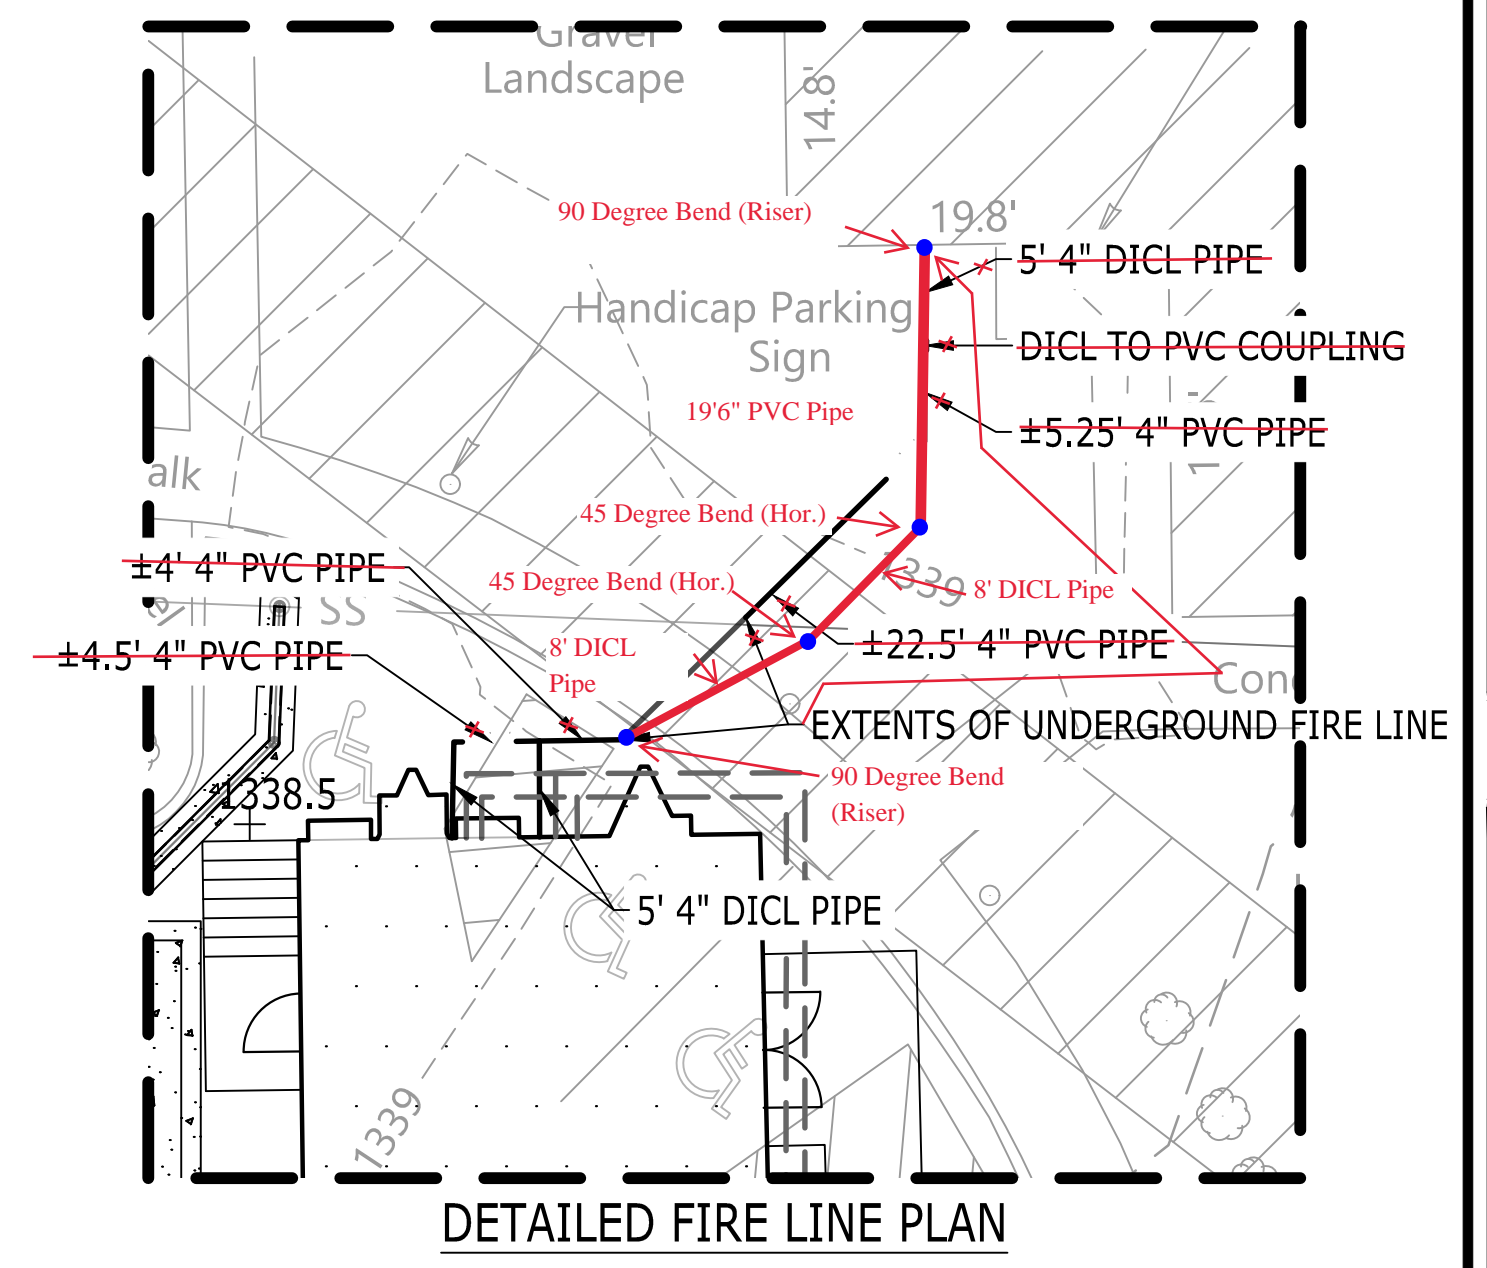 Gravel
Landscape
14.8'
90 Degree Bend (Riser)
19.8'
5' 4" DICL PIPE
Handicap Parking
Sign
DICL TO PVC COUPLING
19'6" PVC Pipe
±5.25' 4" PVC PIPE
alk
45 Degree Bend (Hor.)
±4' 4" PVC PIPE
45 Degree Bend (Hor.)
1339
8' DICL Pipe
SS
8' DICL
Pipe
±22.5' 4" PVC PIPE
±4.5' 4" PVC PIPE
EXTENTS OF UNDERGROUND FIRE LINE
90 Degree Bend
(Riser)
1338.5
5' 4" DICL PIPE
1339
DETAILED FIRE LINE PLAN